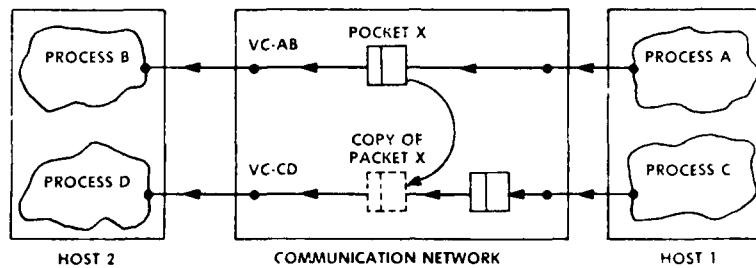 POCKET X
VC-AB
PROCESS B
PROCESS A
COPY OF
PACKET X
VC-CD
PROCESS D
PROCESS C
HOST 2
COMMUNICATION NETWORK
HOST 1